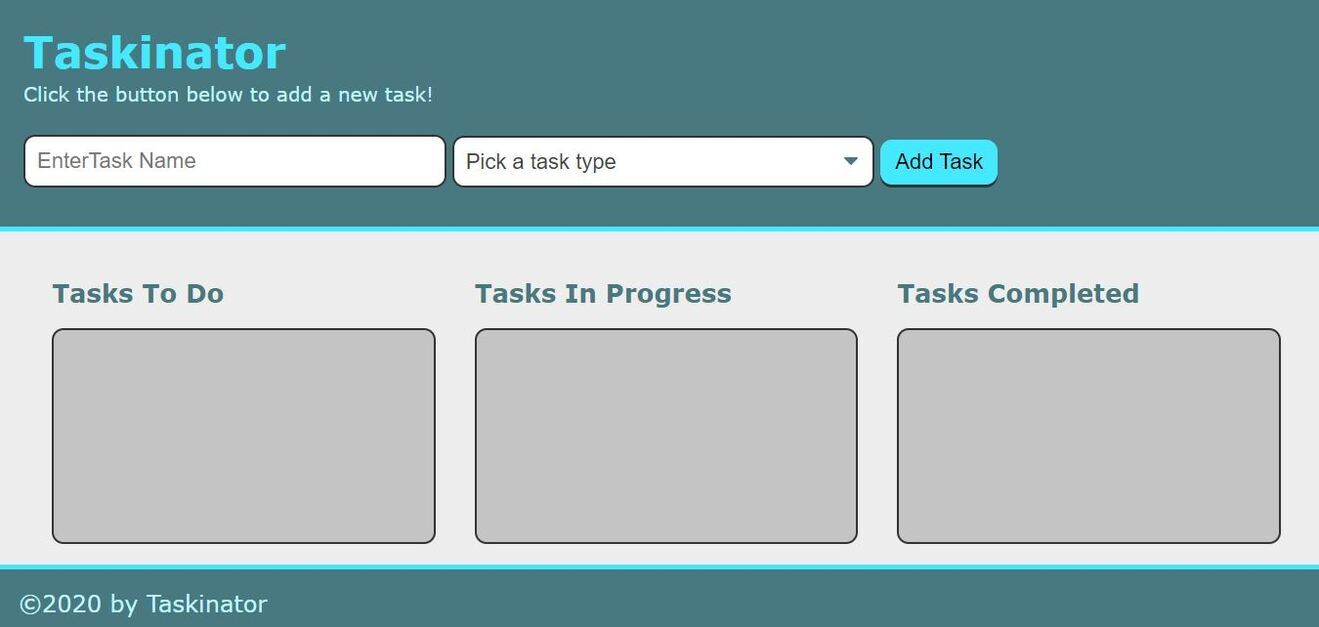 Taskinator
Click the button below to add a new task!
EnterTask Name
Pick a task type
Add Task
Tasks To Do
Tasks In Progress
Tasks Completed
©2020 by Taskinator